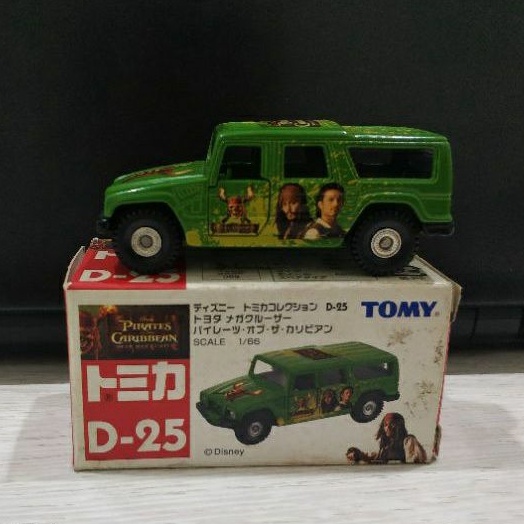 D-25
PIRATES
CARIBBEAN
ディズニー トミカコレクション D-25
トヨタ メガクルーザー
パイレーツ・オブ・ザ・カリビアン
SCALE 1/66
TOMY
トミカ
D-25
©Disney